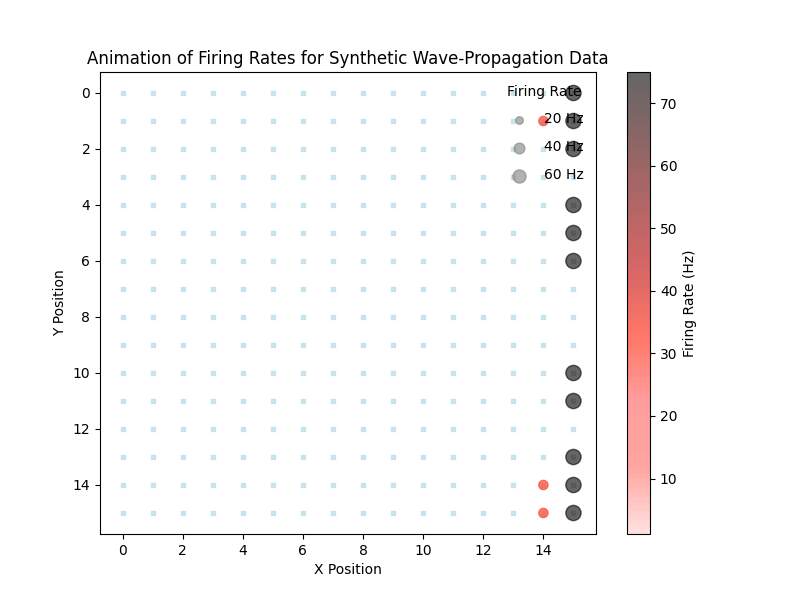 Animation of Firing Rates for Synthetic Wave-Propagation Data
Firing Rate
20 Hz
40 Hz
60 Hz
0
2
4
6
8
10
12
14
Y Position
0 2 4 6 8 10 12 14
X Position
70
60
50
40
30
20
10
Firing Rate (Hz)